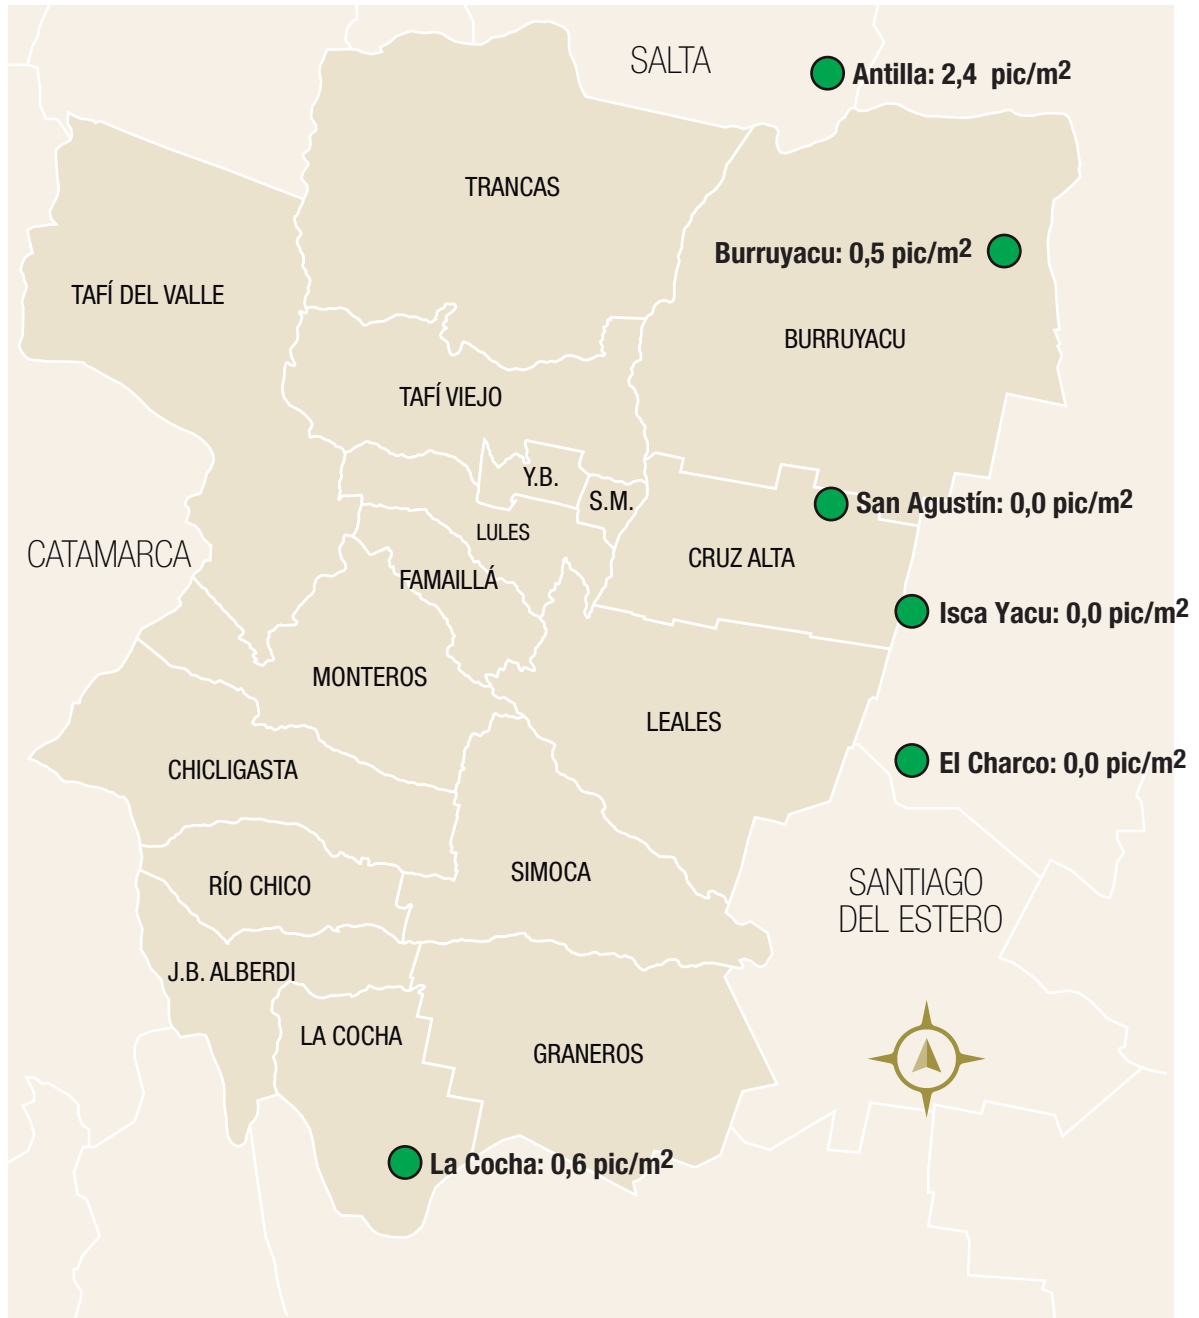 SALTA
Antilla: 2,4 pic/m2
TRANCAS
Burruyacu: 0,5 pic/m2
TAFÍ DEL VALLE
BURRUYACU
TAFÍ VIEJO
Y.B.
S.M.
San Agustín: 0,0 pic/m2
LULES
CATAMARCA
CRUZ ALTA
FAMAILLÁ
Isca Yacu: 0,0 pic/m2
MONTEROS
LEALES
El Charco: 0,0 pic/m2
CHICLIGASTA
SIMOCA
RÍO CHICO
SANTIAGO
DEL ESTERO
J.B. ALBERDI
LA COCHA
GRANEROS
La Cocha: 0,6 pic/m2